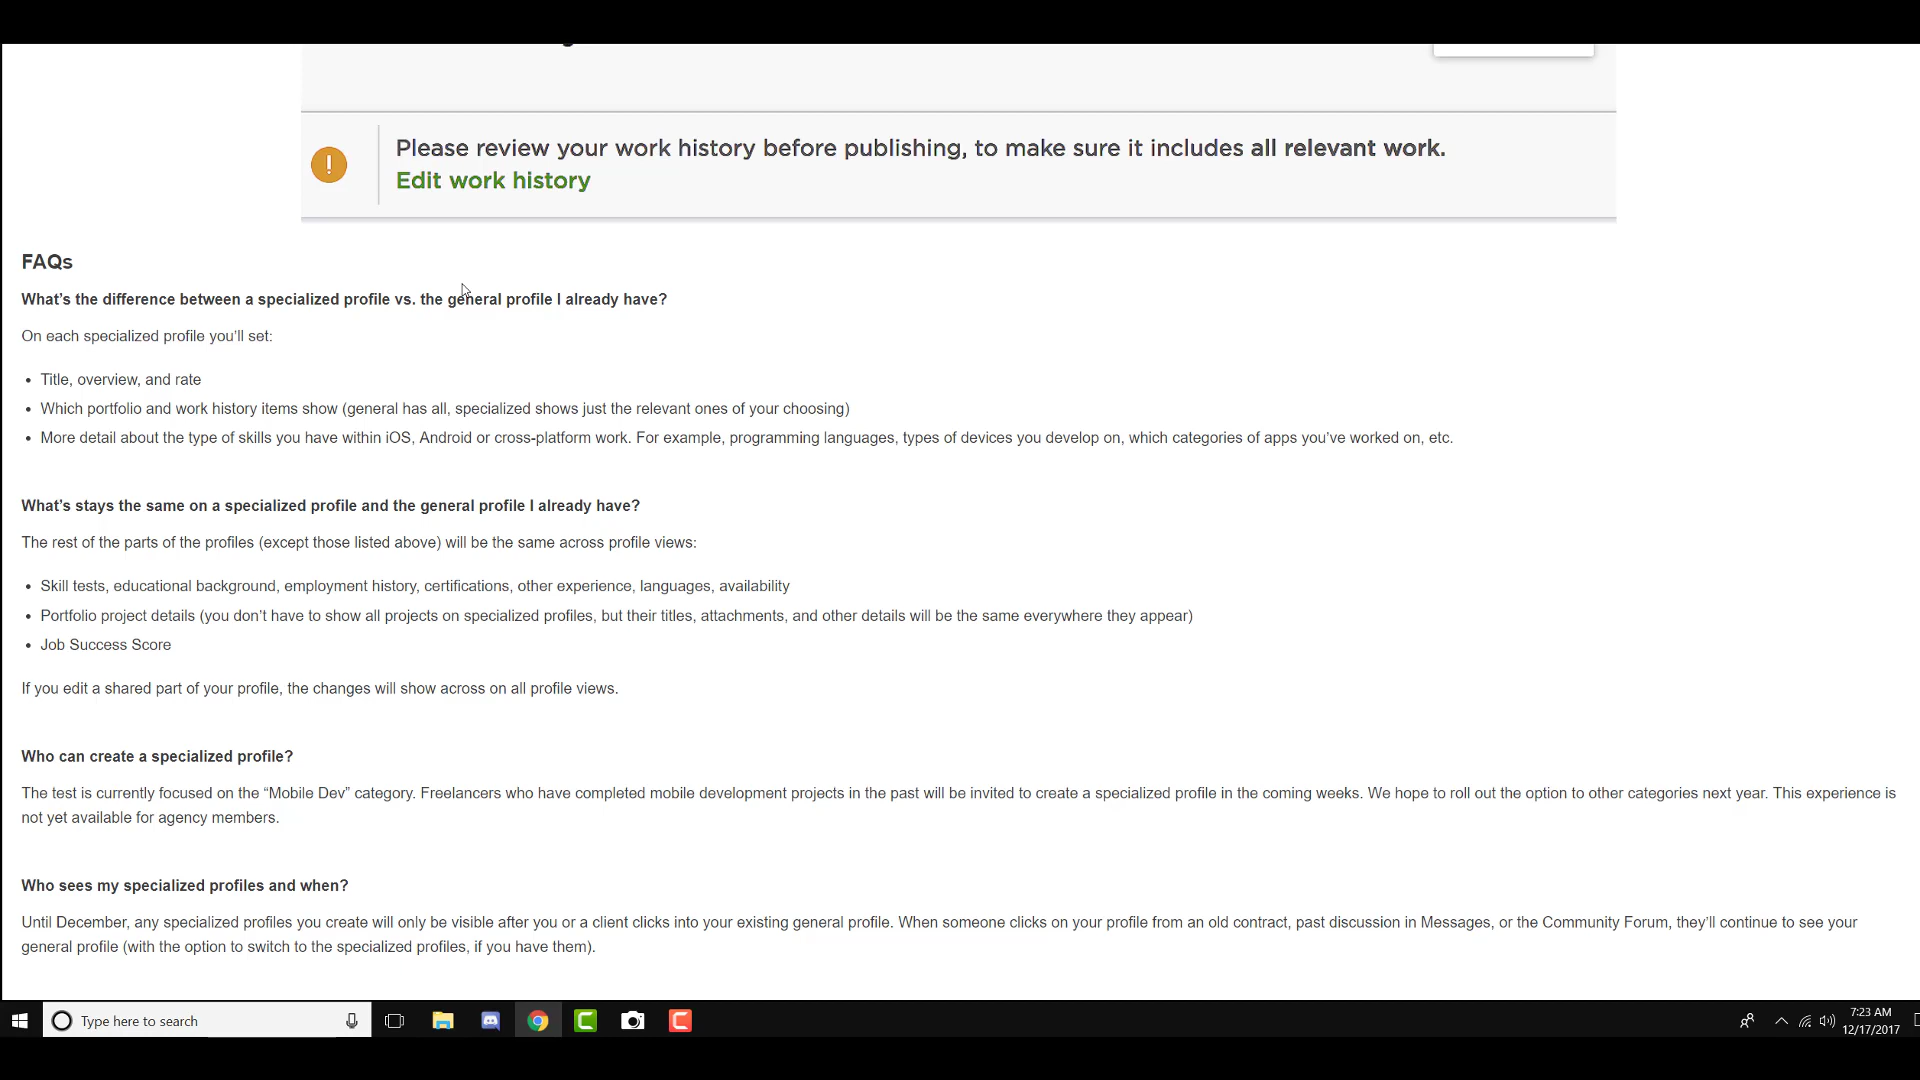 Please review your work history before publishing, to make sure it includes all relevant work.
Edit work history
FAQs
What's the difference between a specialized profile vs. the general profile I already have?
On each specialized profile you'll set:
• Title, overview, and rate
• Which portfolio and work history items show (general has all, specialized shows just the relevant ones of your choosing)
• More detail about the type of skills you have within iOS, Android or cross-platform work. For example, programming languages, types of devices you develop on, which categories of apps you've worked on, etc.
What's stays the same on a specialized profile and the general profile I already have?
The rest of the parts of the profiles (except those listed above) will be the same across profile views:
• Skill tests, educational background, employment history, certifications, other experience, languages, availability
• Portfolio project details (you don't have to show all projects on specialized profiles, but their titles, attachments, and other details will be the same everywhere they appear)
• Job Success Score
If you edit a shared part of your profile, the changes will show across on all profile views.
Who can create a specialized profile?
The test is currently focused on the “Mobile Dev” category. Freelancers who have completed mobile development projects in the past will be invited to create a specialized profile in the coming weeks. We hope to roll out the option to other categories next year. This experience is
not yet available for agency members.
Who sees my specialized profiles and when?
Until December, any specialized profiles you create will only be visible after you or a client clicks into your existing general profile. When someone clicks on your profile from an old contract, past discussion in Messages, or the Community Forum, they'll continue to see your
general profile (with the option to switch to the specialized profiles, if you have them).
Type here to search
7:23 AM
12/17/2017